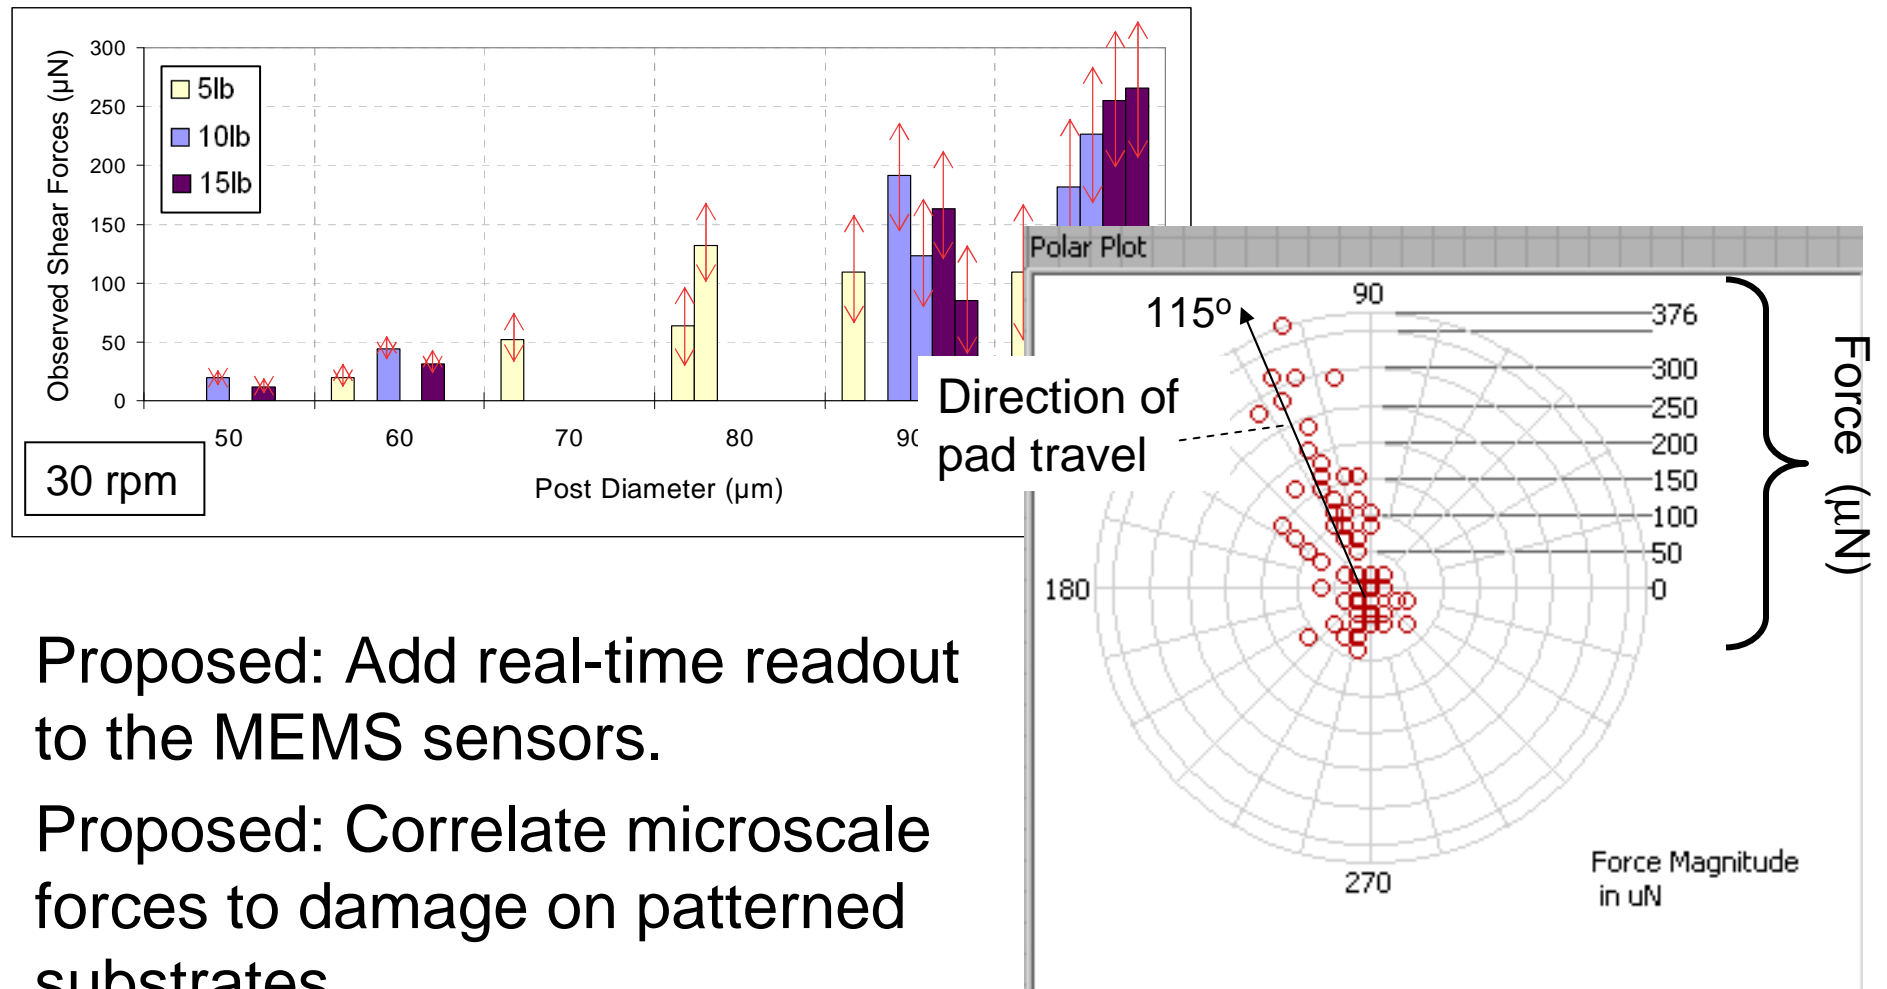 Observed Shear Forces (µN)
300
250
200
150
100
50
0
5lb
10lb
15lb
50
60
70
80
30 rpm
Post Diameter (µm)
Polar Plot
115º
90
376
300
250
200
150
100
50
0
180
270
Force (µN)
Direction of
pad travel
Force Magnitude
in uN
Proposed: Add real-time readout
to the MEMS sensors.
Proposed: Correlate microscale
forces to damage on patterned
substrates